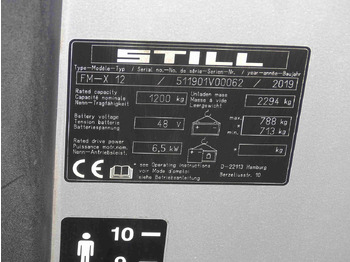 STILL
Type-Modèle-Typ / Serial no.-No. de série-Serien-Nr. / year-année-Baujahr
FM-X 12 / 511901V00062 / 2019
Rated capacity
Capacité nominale
Nenn-Tragfähigkeit
1200 kg
Unladen mass
Masse à vide
Leergewicht
2294 kg
Battery voltage
Tension batterie
Batteriespannung
48 V
max 788 kg
min 713 kg
Rated drive power
Puissance motr.nom.
Nenn-Antriebsleist.
6,5 kW
CE
see Operating Instructions
voir Mode d'emploi
siehe Betriebsanleitung
D-22113 Hamburg
Berzeliusstr. 10
10